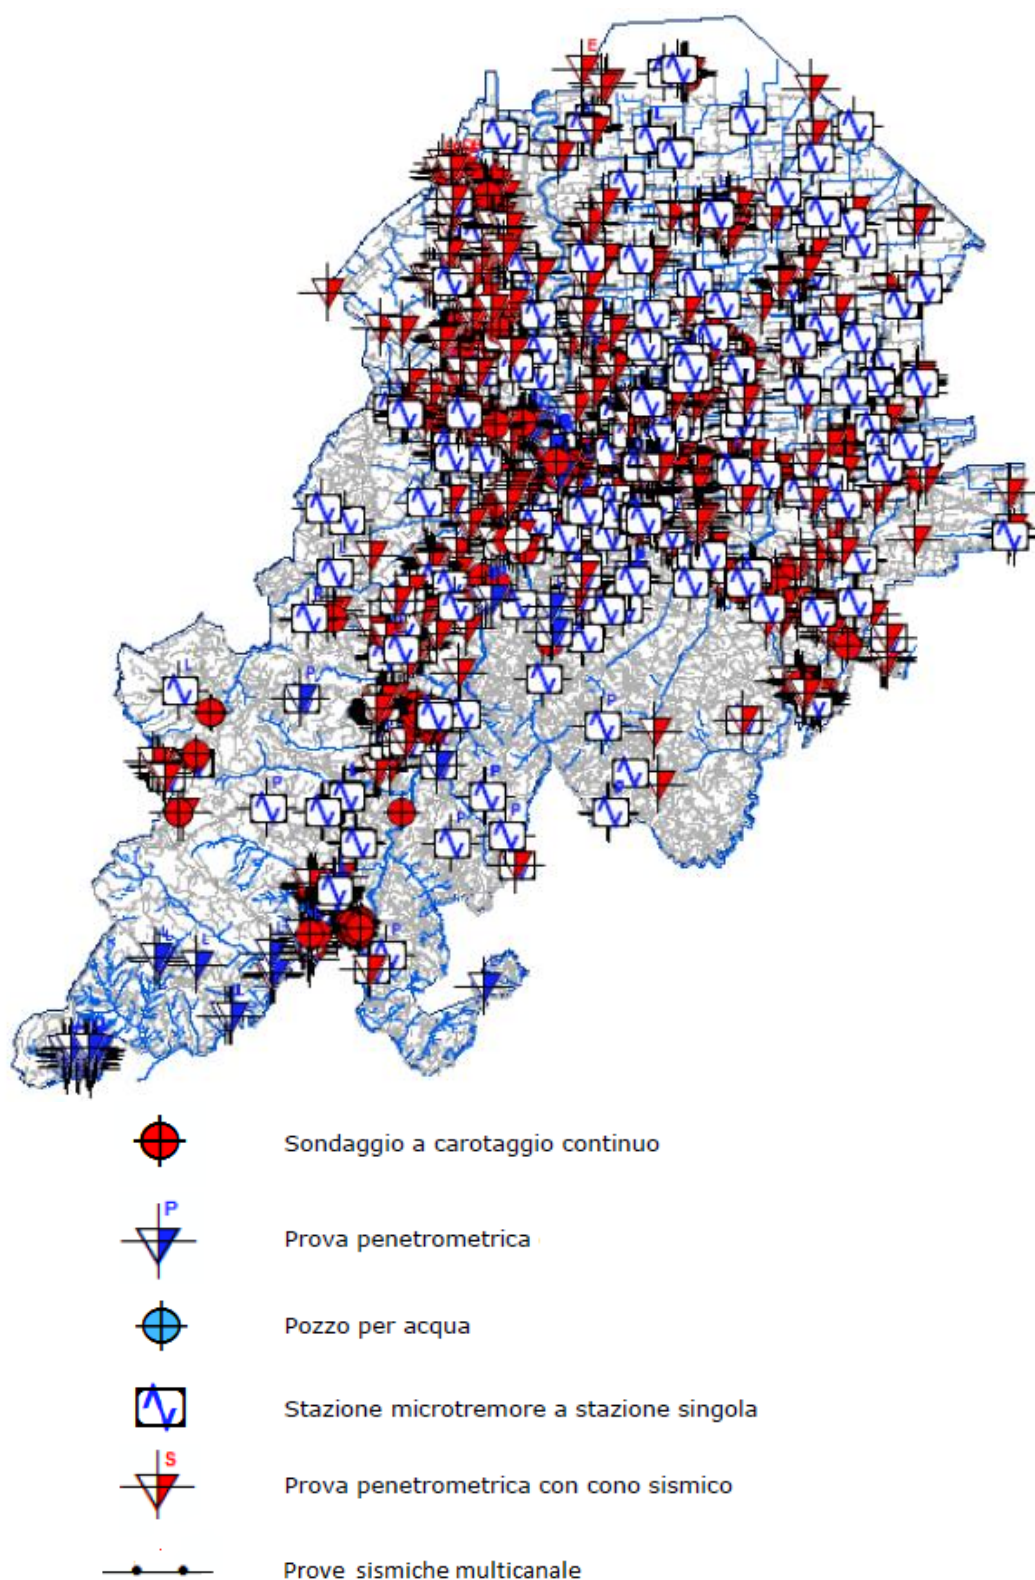 E
L
P
P
L
P
P
P
P
L
L
P
L
Sondaggio a carotaggio continuo
P
Prova penetrometrica
Pozzo per acqua
Stazione microtremore a stazione singola
S
Prova penetrometrica con cono sismico
Prove sismiche multicanale